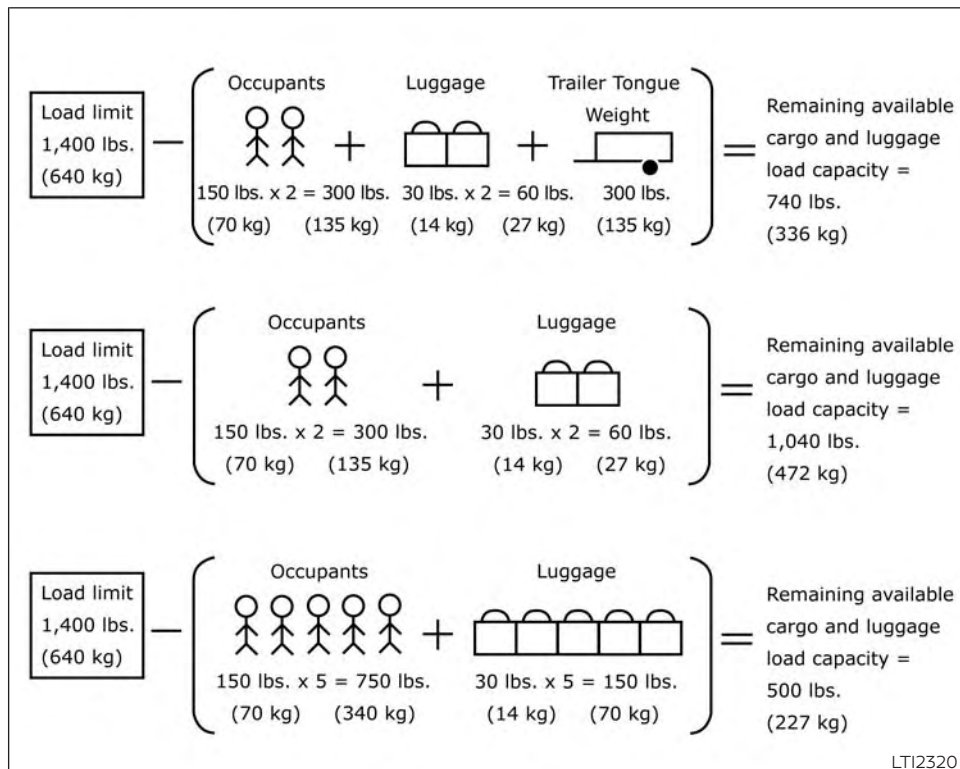 Load limit
1,400 lbs.
(640 kg)
Occupants
150 lbs. x 2 = 300 lbs.
(70 kg) (135 kg)
Luggage
30 lbs. x 2 = 60 lbs.
(14 kg) (27 kg)
Trailer Tongue
Weight
300 lbs.
(135 kg)
Remaining available
cargo and luggage
load capacity =
740 lbs.
(336 kg)
Load limit
1,400 lbs.
(640 kg)
Occupants
150 lbs. x 2 = 300 lbs.
(70 kg) (135 kg)
Luggage
30 lbs. x 2 = 60 lbs.
(14 kg) (27 kg)
Remaining available
cargo and luggage
load capacity =
1,040 lbs.
(472 kg)
Load limit
1,400 lbs.
(640 kg)
Occupants
150 lbs. x 5 = 750 lbs.
(70 kg) (340 kg)
Luggage
30 lbs. x 5 = 150 lbs.
(14 kg) (70 kg)
Remaining available
cargo and luggage
load capacity =
500 lbs.
(227 kg)
LTI2320